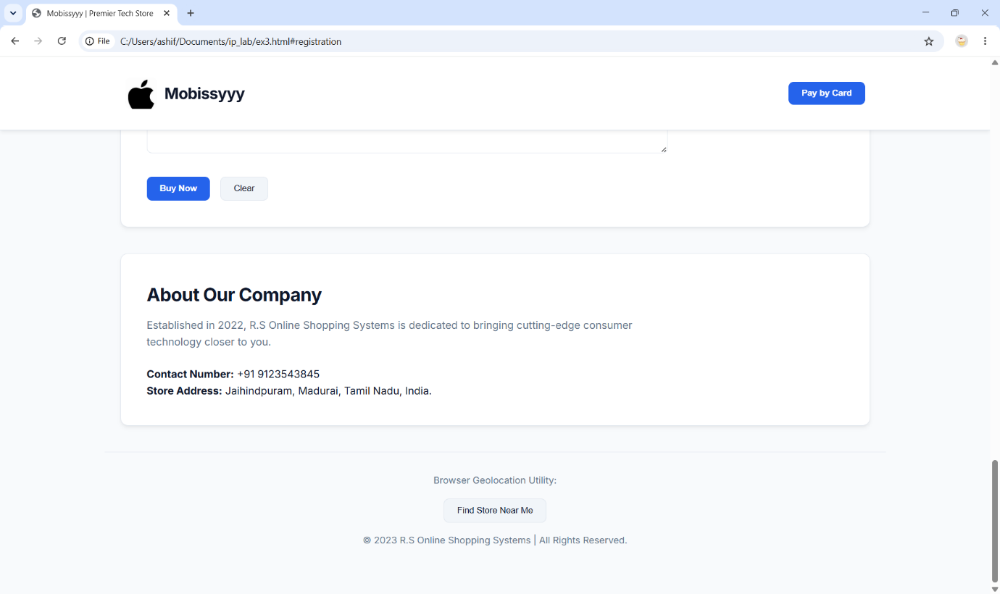 Mobissyyy | Premier Tech Store
File
C:/Users/ashif/Documents/ip_lab/ex3.html#registration
Mobissyyy
Pay by Card
Buy Now
Clear
About Our Company
Established in 2022, R.S Online Shopping Systems is dedicated to bringing cutting-edge consumer
technology closer to you.
Contact Number: +91 9123543845
Store Address: Jaihindpuram, Madurai, Tamil Nadu, India.
Browser Geolocation Utility:
Find Store Near Me
© 2023 R.S Online Shopping Systems | All Rights Reserved.